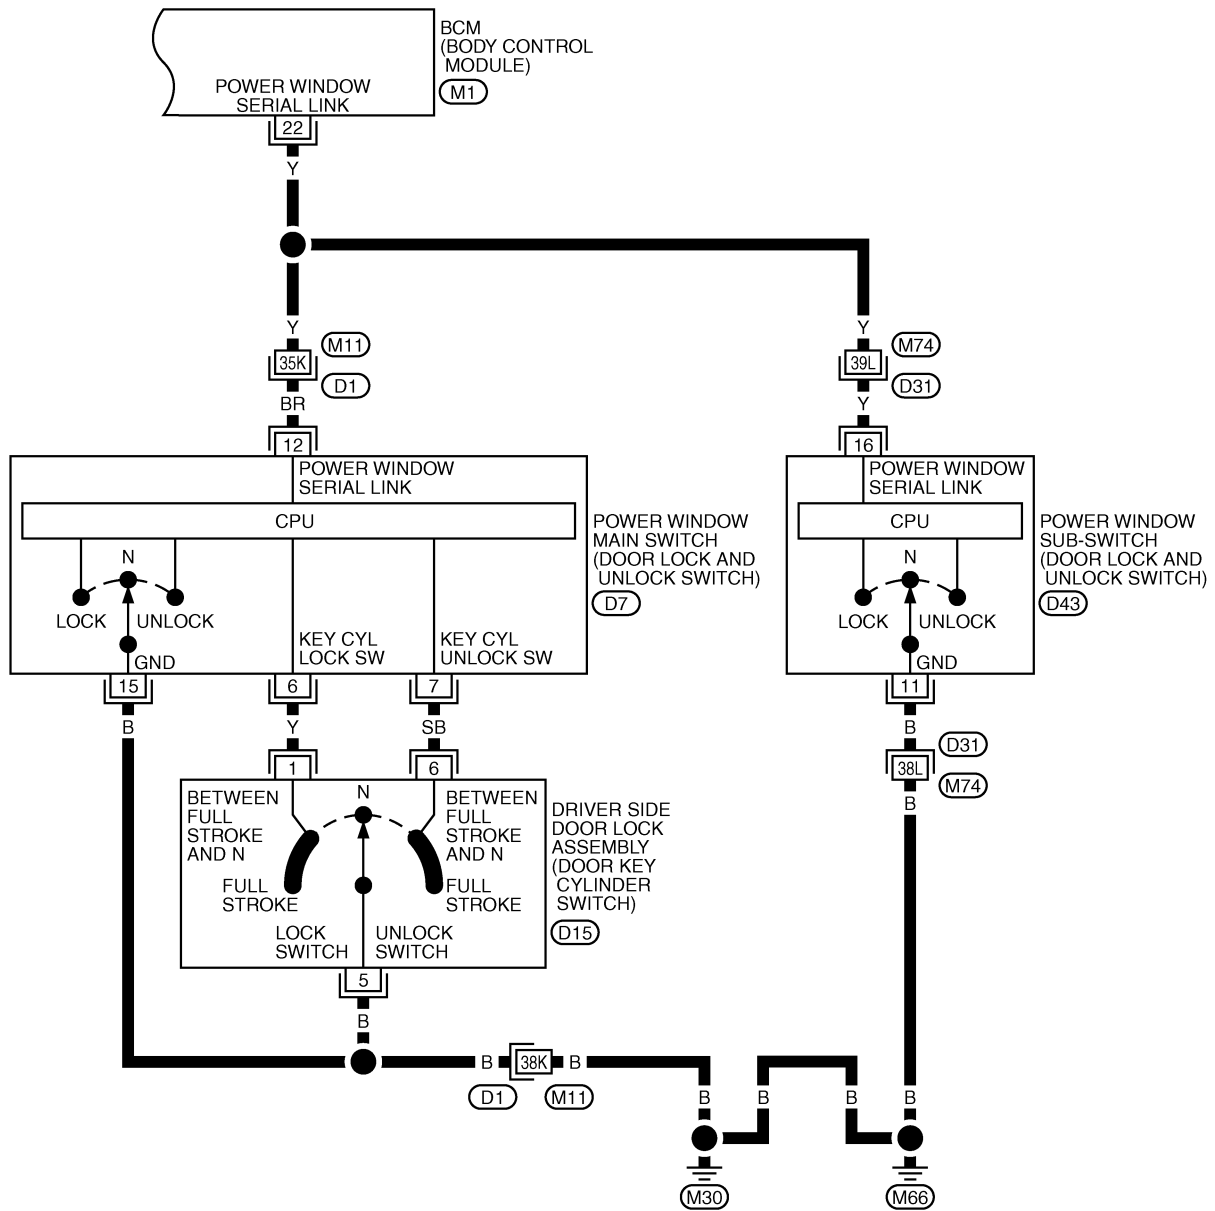 BCM
(BODY CONTROL
MODULE)
M1
POWER WINDOW
SERIAL LINK
22
Y
Y
Y
M11
35K
D1
M74
39L
D31
BR
Y
12
16
POWER WINDOW
SERIAL LINK
CPU
N
LOCK
UNLOCK
GND
KEY CYL
LOCK SW
KEY CYL
UNLOCK SW
POWER WINDOW
MAIN SWITCH
(DOOR LOCK AND
UNLOCK SWITCH)
D7
POWER WINDOW
SERIAL LINK
CPU
N
LOCK
UNLOCK
GND
POWER WINDOW
SUB-SWITCH
(DOOR LOCK AND
UNLOCK SWITCH)
D43
15
6
7
11
B
Y
SB
B
D31
38L
M74
B
1
6
N
BETWEEN
FULL
STROKE
AND N
FULL
STROKE
BETWEEN
FULL
STROKE
AND N
FULL
STROKE
LOCK
SWITCH
UNLOCK
SWITCH
DRIVER SIDE
DOOR LOCK
ASSEMBLY
(DOOR KEY
CYLINDER
SWITCH)
D15
5
B
B
38K
B
D1
M11
B
B
B
B
M30
M66